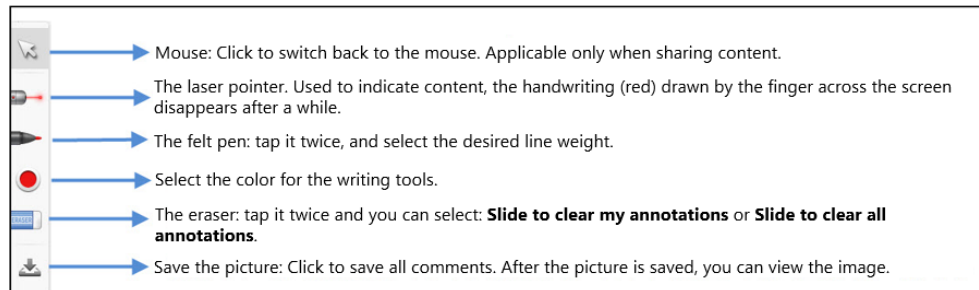 Mouse: Click to switch back to the mouse. Applicable only when sharing content.
The laser pointer. Used to indicate content, the handwriting (red) drawn by the finger across the screen
disappears after a while.
The felt pen: tap it twice, and select the desired line weight.
Select the color for the writing tools.
ERASER
The eraser: tap it twice and you can select: Slide to clear my annotations or Slide to clear all
annotations.
Save the picture: Click to save all comments. After the picture is saved, you can view the image.